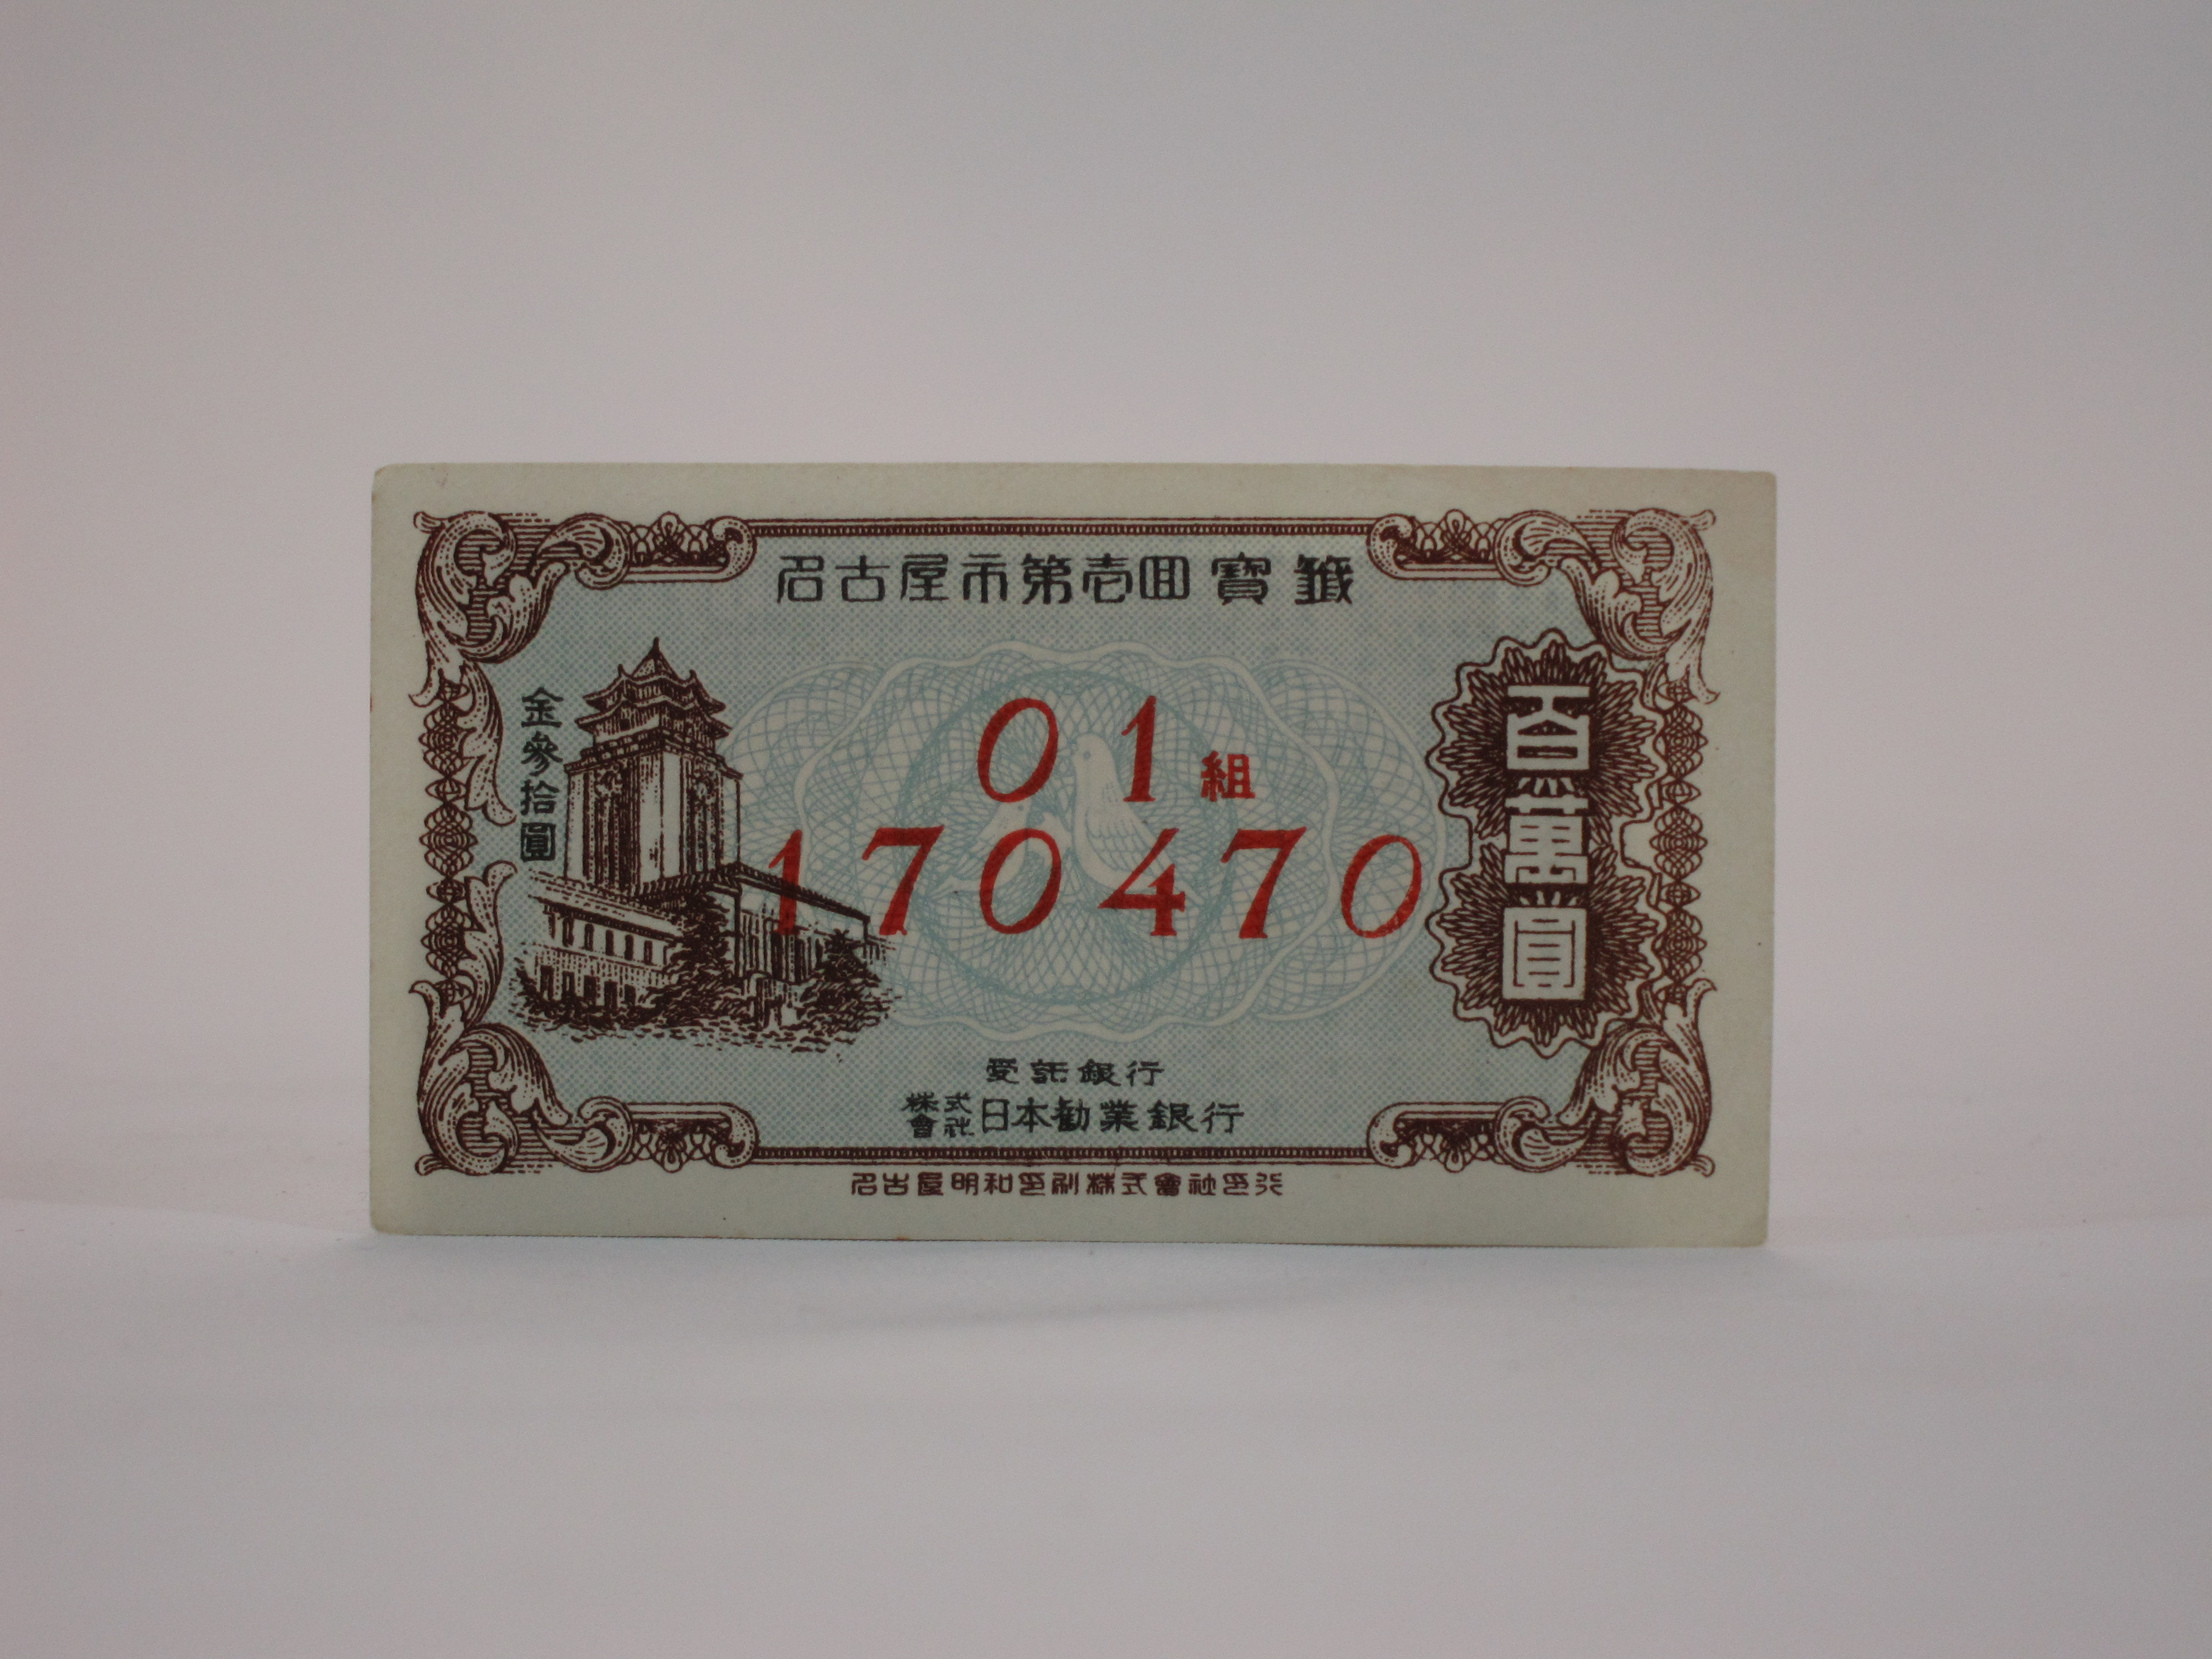 名古屋市第壱回寶籤
金參拾圓
01組
170470
百萬圓
受託銀行
株式會社日本勧業銀行
名古屋明和印刷株式會社印行